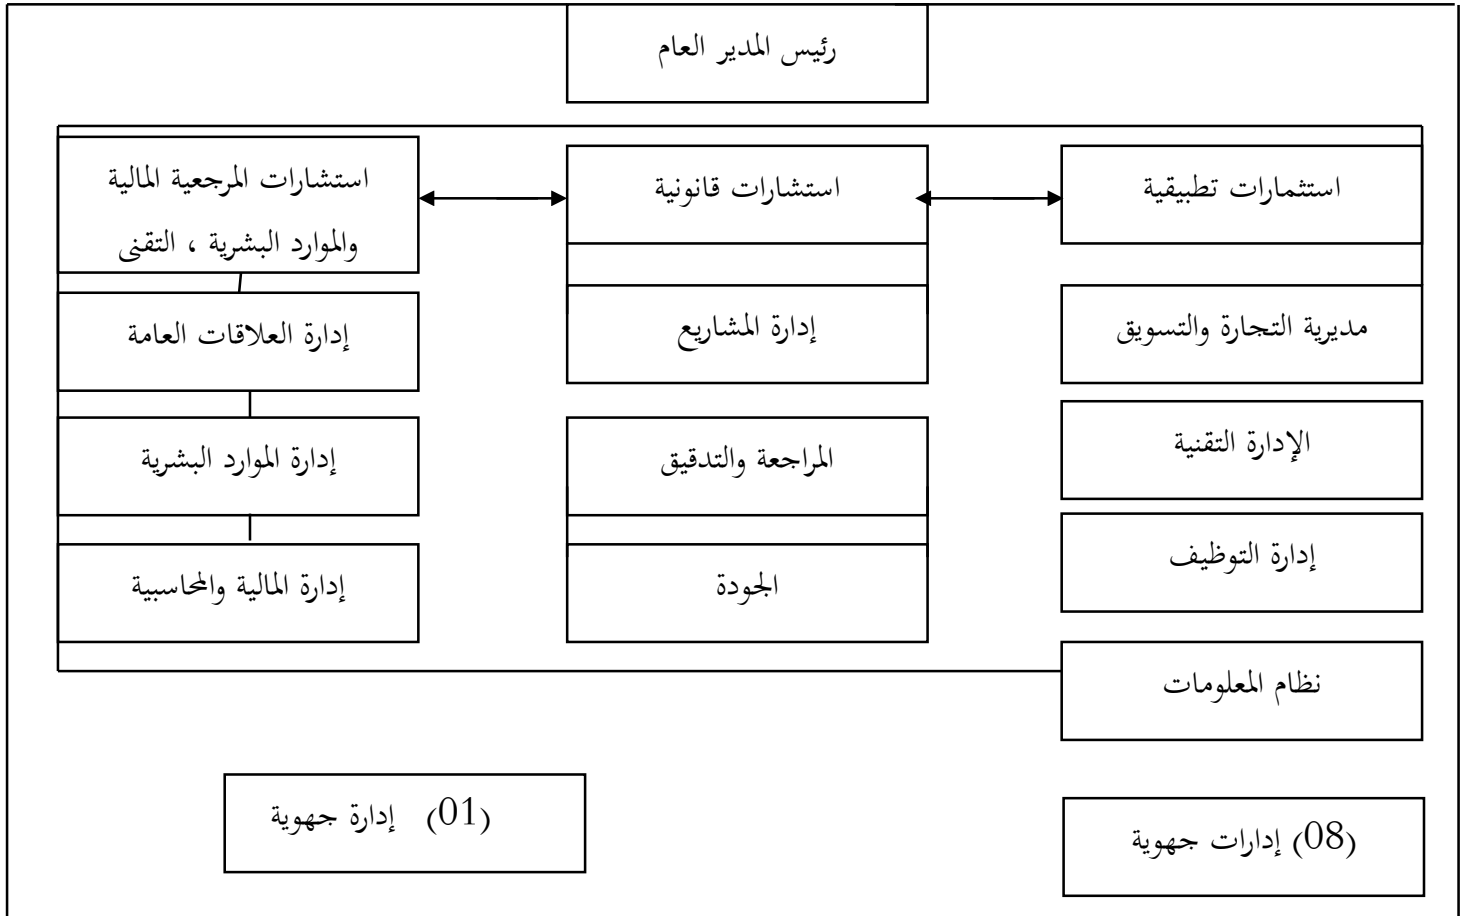 رئيس المدير العام
استثمارات تطبيقية
استشارات قانونية
استشارات المرجعية المالية
والموارد البشرية ، التقنى
مديرية التجارة والتسويق
إدارة المشاريع
إدارة العلاقات العامة
الإدارة التقنية
المراجعة والتدقيق
إدارة الموارد البشرية
إدارة التوظيف
الجودة
إدارة المالية والمحاسبية
نظام المعلومات
(08) إدارات جهوية
(01) إدارة جهوية